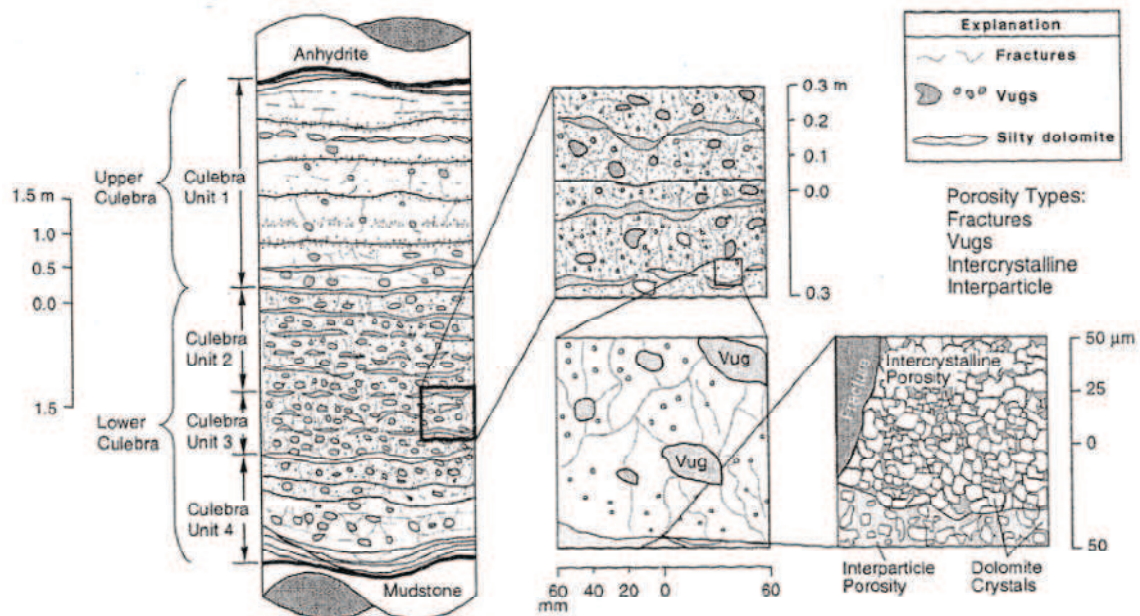 Anhydrite
Upper
Culebra
Culebra
Unit 1
1.5 m
1.0
0.5
0.0
1.5
Culebra
Unit 2
Lower
Culebra
Culebra
Unit 3
Culebra
Unit 4
Mudstone
0.3 m
0.2
0.1
0.0
0.3
Explanation
Fractures
Vugs
Silty dolomite
Porosity Types:
Fractures
Vugs
Intercrystalline
Interparticle
Vug
Vug
60 40 20 0 60
mm
Fracture
Intercrystalline
Porosity
50 µm
25
0
50
Interparticle
Porosity
Dolomite
Crystals